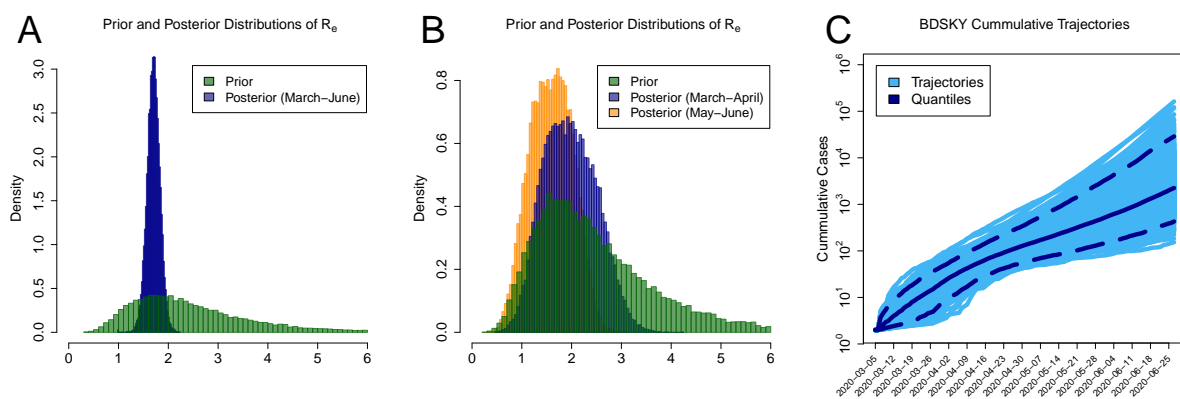 A
Prior and Posterior Distributions of Re
Density
0.0
0.5
1.0
1.5
2.0
2.5
3.0
Prior
Posterior (March−June)
0 1 2 3 4 5 6
B
Prior and Posterior Distributions of Re
Density
0.0
0.2
0.4
0.6
0.8
Prior
Posterior (March−April)
Posterior (May−June)
0 1 2 3 4 5 6
C
BDSKY Cummulative Trajectories
Cummulative Cases
10^0
10^1
10^2
10^3
10^4
10^5
10^6
Trajectories
Quantiles
2020−03−05
2020−03−12
2020−03−19
2020−03−26
2020−04−02
2020−04−09
2020−04−16
2020−04−23
2020−04−30
2020−05−07
2020−05−14
2020−05−21
2020−05−28
2020−06−04
2020−06−11
2020−06−18
2020−06−25